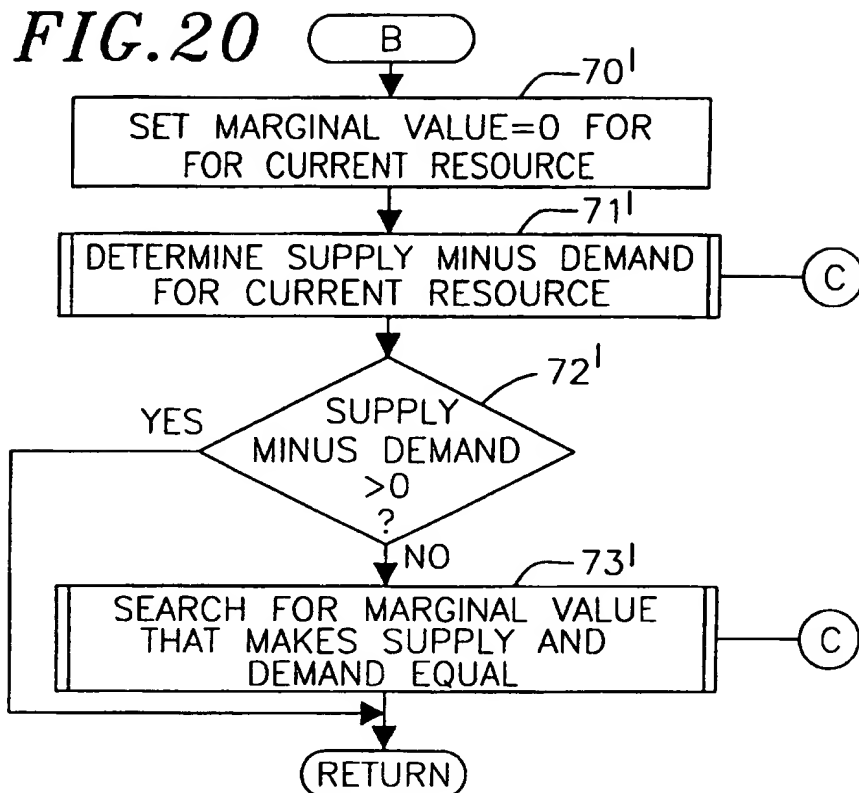 FIG.20
B
70'
SET MARGINAL VALUE=0 FOR
FOR CURRENT RESOURCE
71'
DETERMINE SUPPLY MINUS DEMAND
FOR CURRENT RESOURCE
C
72'
YES
SUPPLY
MINUS DEMAND
>0
?
NO
73'
SEARCH FOR MARGINAL VALUE
THAT MAKES SUPPLY AND
DEMAND EQUAL
C
RETURN